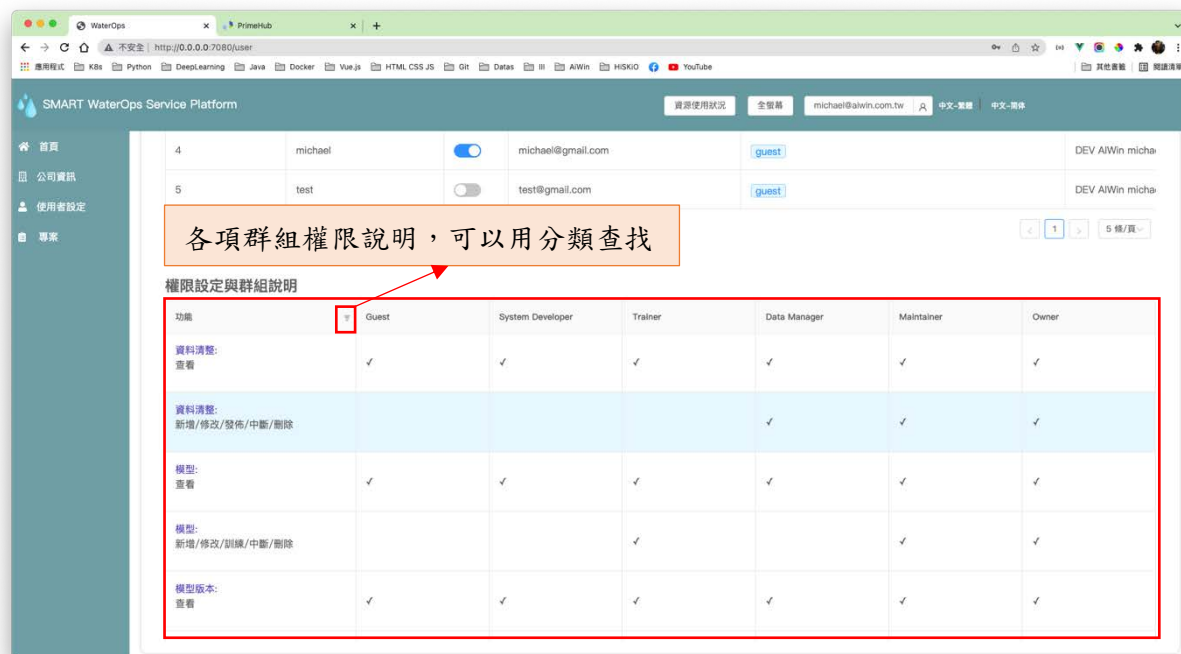 WaterOps
PrimeHub
不安全 | http://0.0.0.0:7080/user
應用程式 K8s Python DeepLearning Java Docker Vue.js HTML CSS JS Git Datas III AiWin HiSKIO YouTube 其他書籤 閱讀清單
SMART WaterOps Service Platform 資源使用狀況 全螢幕 michael@aiwin.com.tw 中文-繁體 中文-简体
首頁
公司資訊
使用者設定
專案
4 michael michael@gmail.com guest DEV AIWin micha
5 test test@gmail.com guest DEV AIWin micha
1 5 條/頁
各項群組權限說明，可以用分類查找
權限設定與群組說明
功能 Guest System Developer Trainer Data Manager Maintainer Owner
資料清整:
查看 ✓ ✓ ✓ ✓ ✓ ✓
資料清整:
新增/修改/發佈/中斷/刪除 ✓ ✓ ✓
模型:
查看 ✓ ✓ ✓ ✓ ✓ ✓
模型:
新增/修改/訓練/中斷/刪除 ✓ ✓ ✓
模型版本:
查看 ✓ ✓ ✓ ✓ ✓ ✓